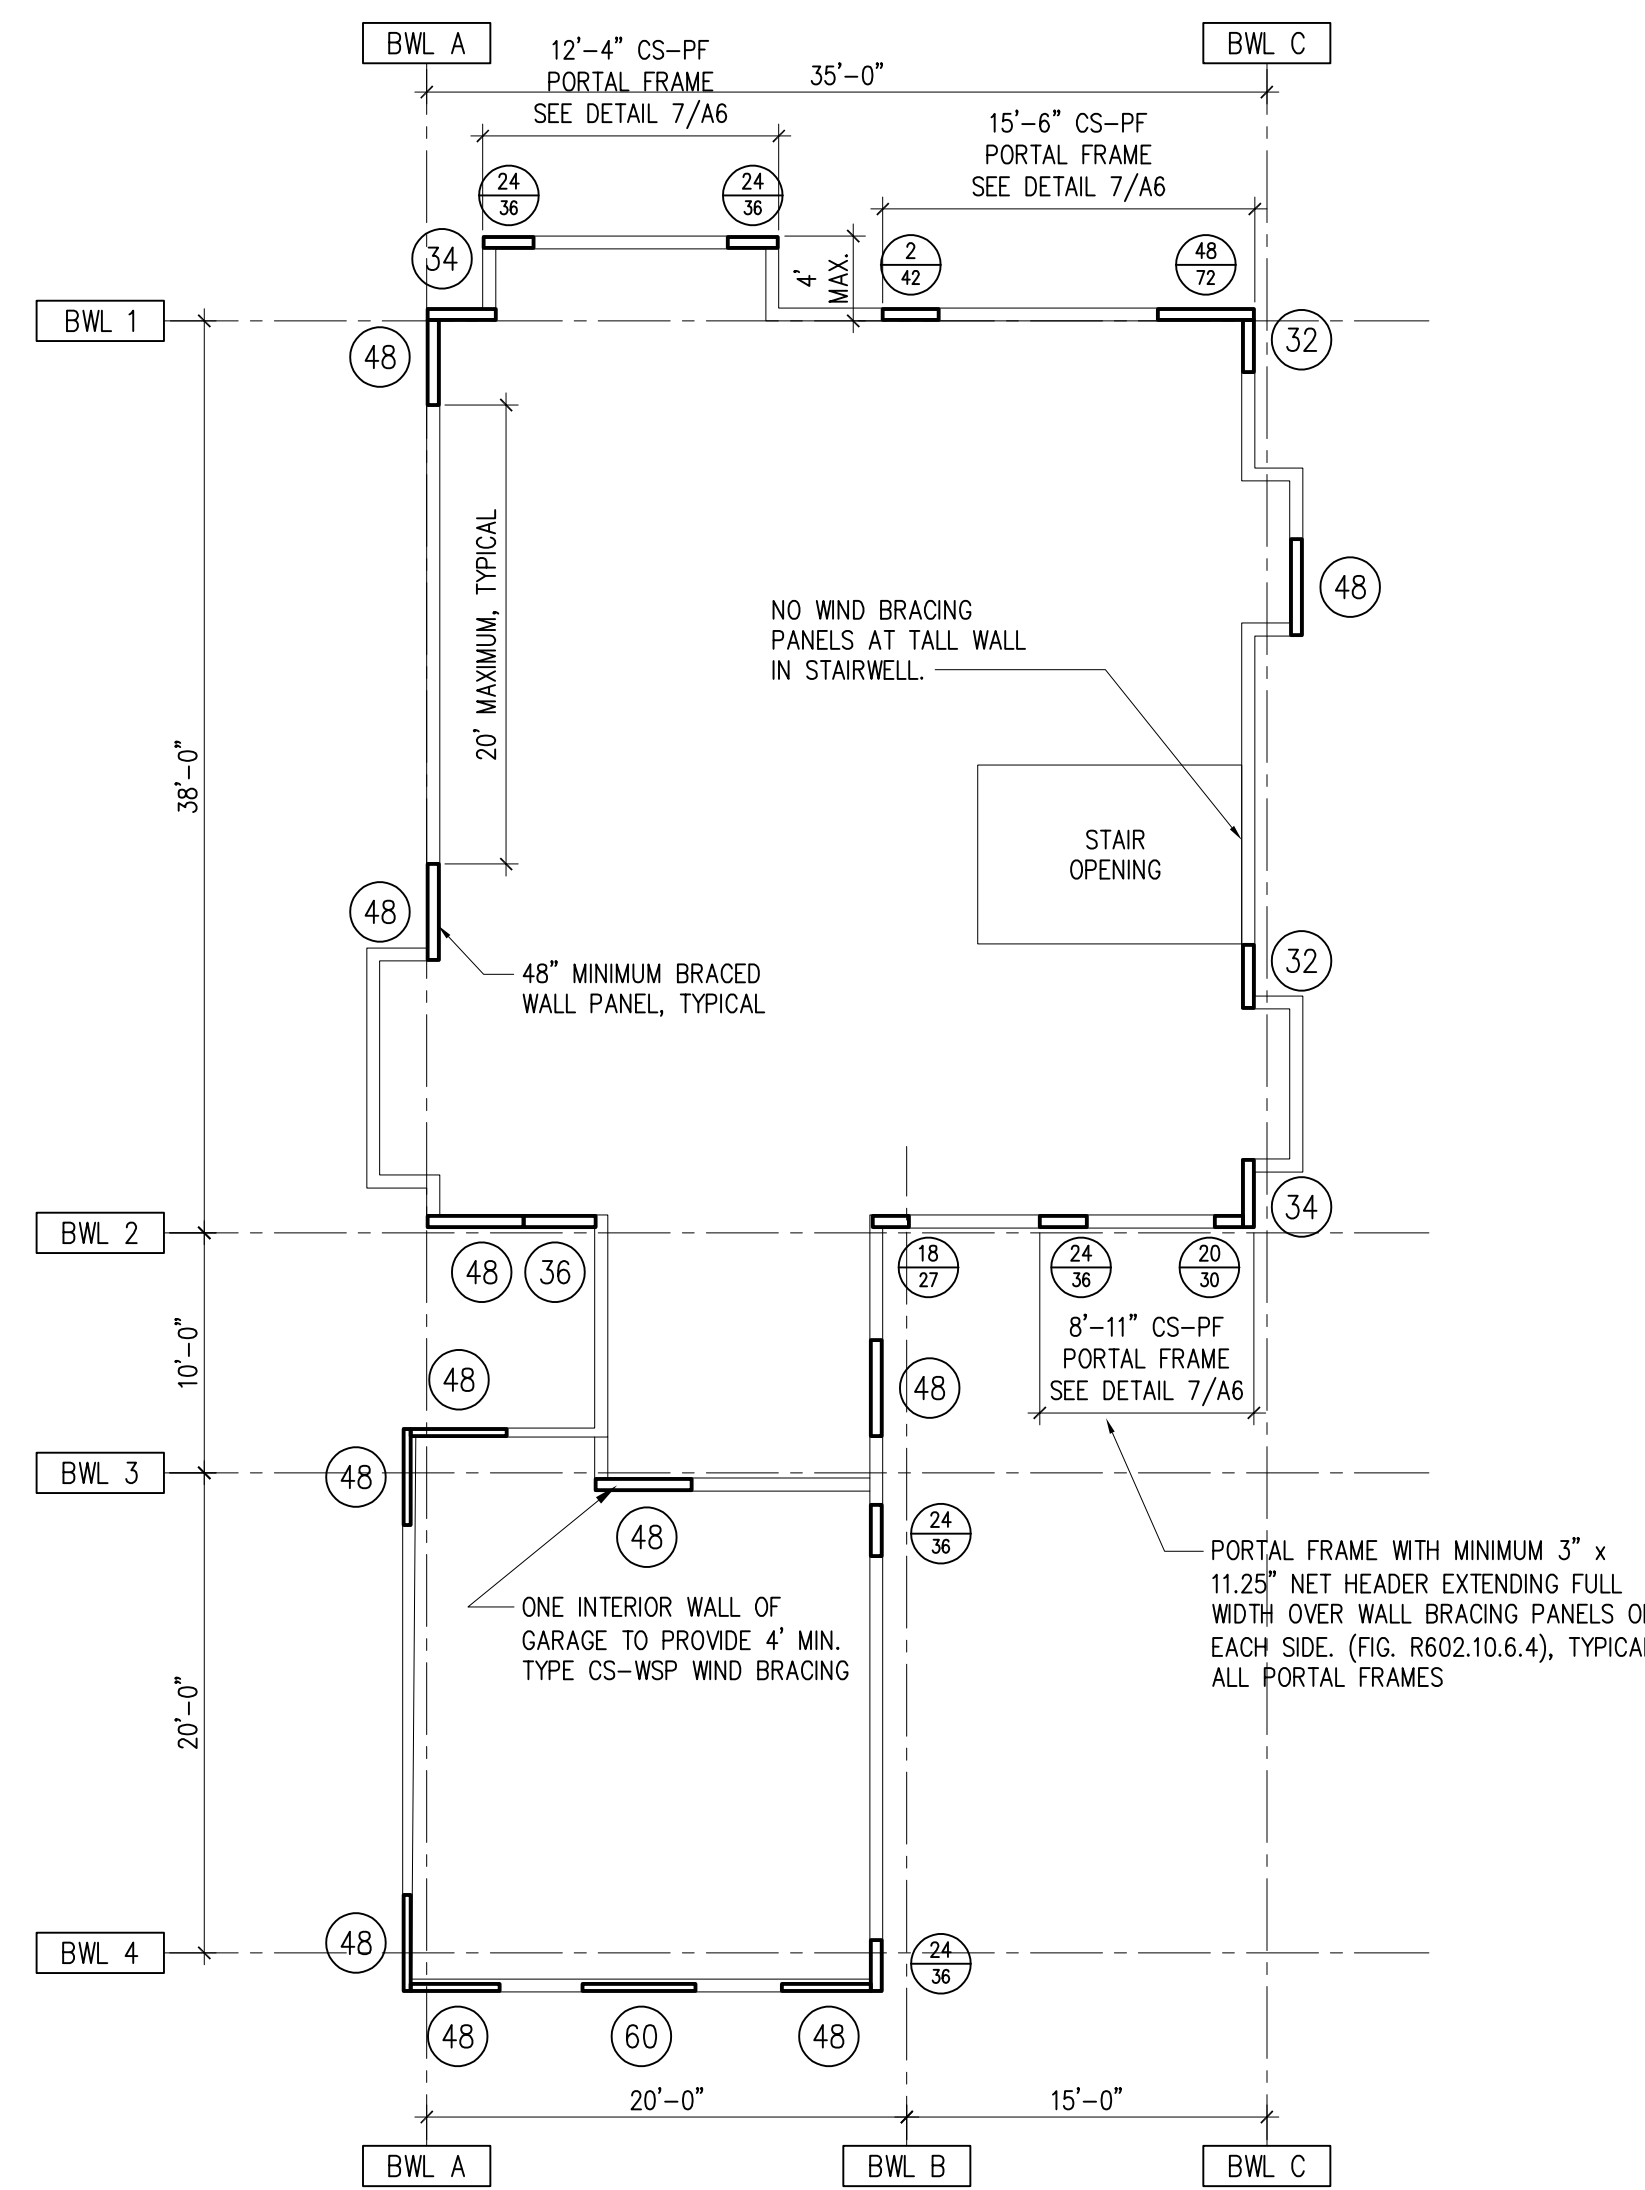 BWL A
12'-4" CS-PF
PORTAL FRAME
SEE DETAIL 7/A6
35'-0"
BWL C
15'-6" CS-PF
PORTAL FRAME
SEE DETAIL 7/A6
24
36
24
36
34
4'
MAX.
2
42
48
72
BWL 1
48
32
20' MAXIMUM, TYPICAL
48
NO WIND BRACING
PANELS AT TALL WALL
IN STAIRWELL.
38'-0"
STAIR
OPENING
48
48" MINIMUM BRACED
WALL PANEL, TYPICAL
32
34
BWL 2
48
36
18
27
24
36
20
30
8'-11" CS-PF
PORTAL FRAME
SEE DETAIL 7/A6
10'-0"
48
48
BWL 3
48
48
24
36
ONE INTERIOR WALL OF
GARAGE TO PROVIDE 4' MIN.
TYPE CS-WSP WIND BRACING
PORTAL FRAME WITH MINIMUM 3" x
11.25" NET HEADER EXTENDING FULL
WIDTH OVER WALL BRACING PANELS
EACH SIDE. (FIG. R602.10.6.4), TYPICAL
ALL PORTAL FRAMES
20'-0"
BWL 4
48
24
36
48
60
48
20'-0"
15'-0"
BWL A
BWL B
BWL C